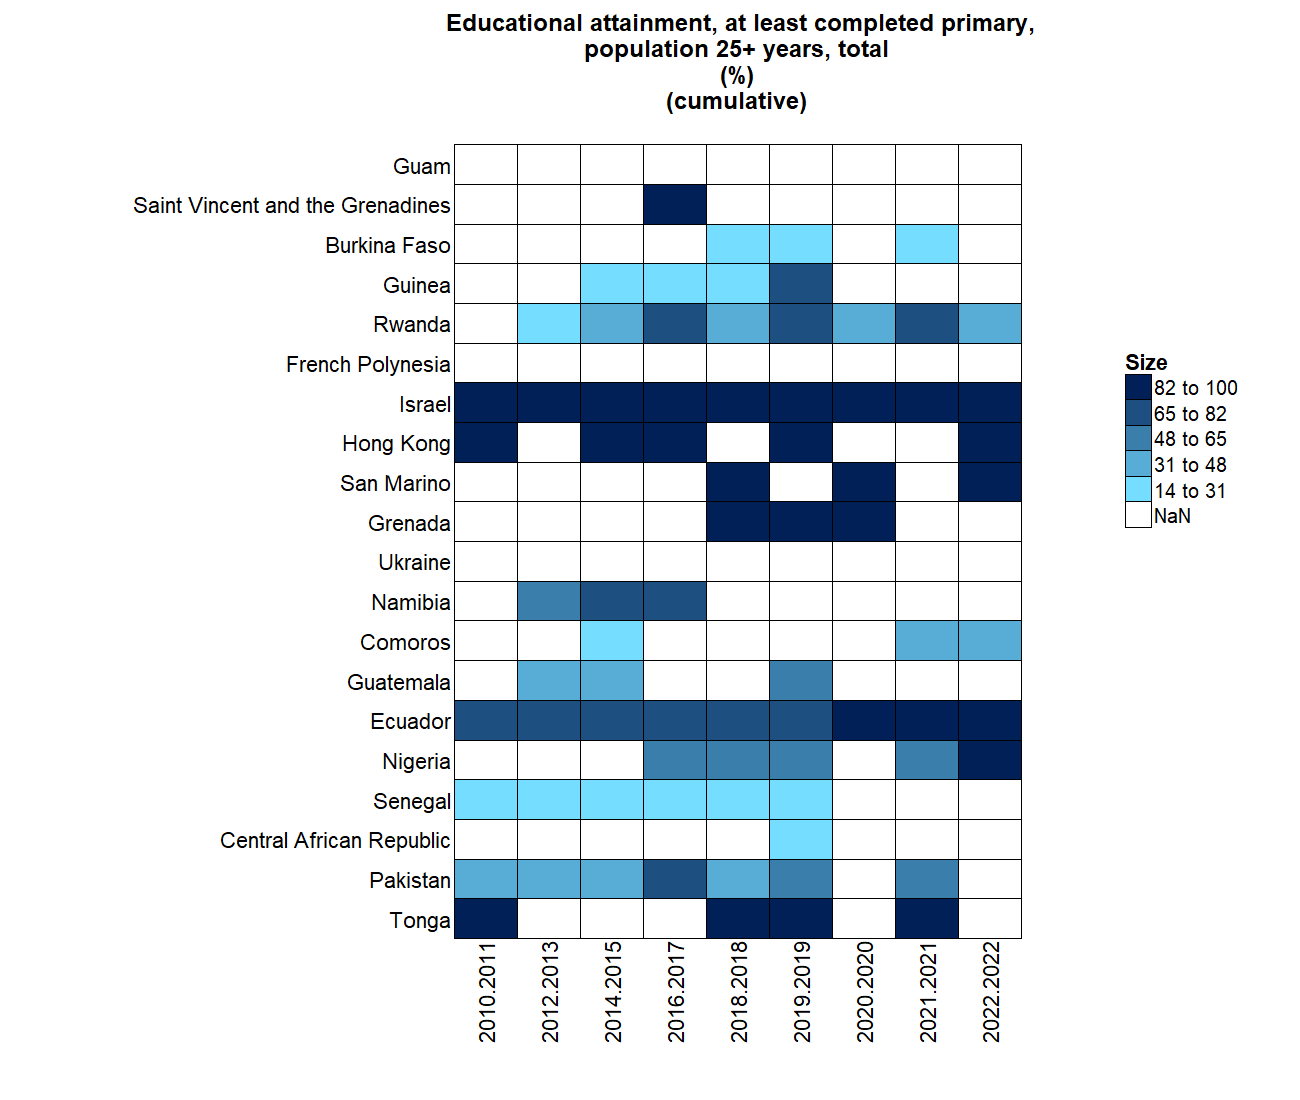 Educational attainment, at least completed primary,
population 25+ years, total
(%)
(cumulative)
Guam
Saint Vincent and the Grenadines
Burkina Faso
Guinea
Rwanda
French Polynesia
Israel
Hong Kong
San Marino
Grenada
Ukraine
Namibia
Comoros
Guatemala
Ecuador
Nigeria
Senegal
Central African Republic
Pakistan
Tonga
2010.2011
2012.2013
2014.2015
2016.2017
2018.2018
2019.2019
2020.2020
2021.2021
2022.2022
Size
82 to 100
65 to 82
48 to 65
31 to 48
14 to 31
NaN